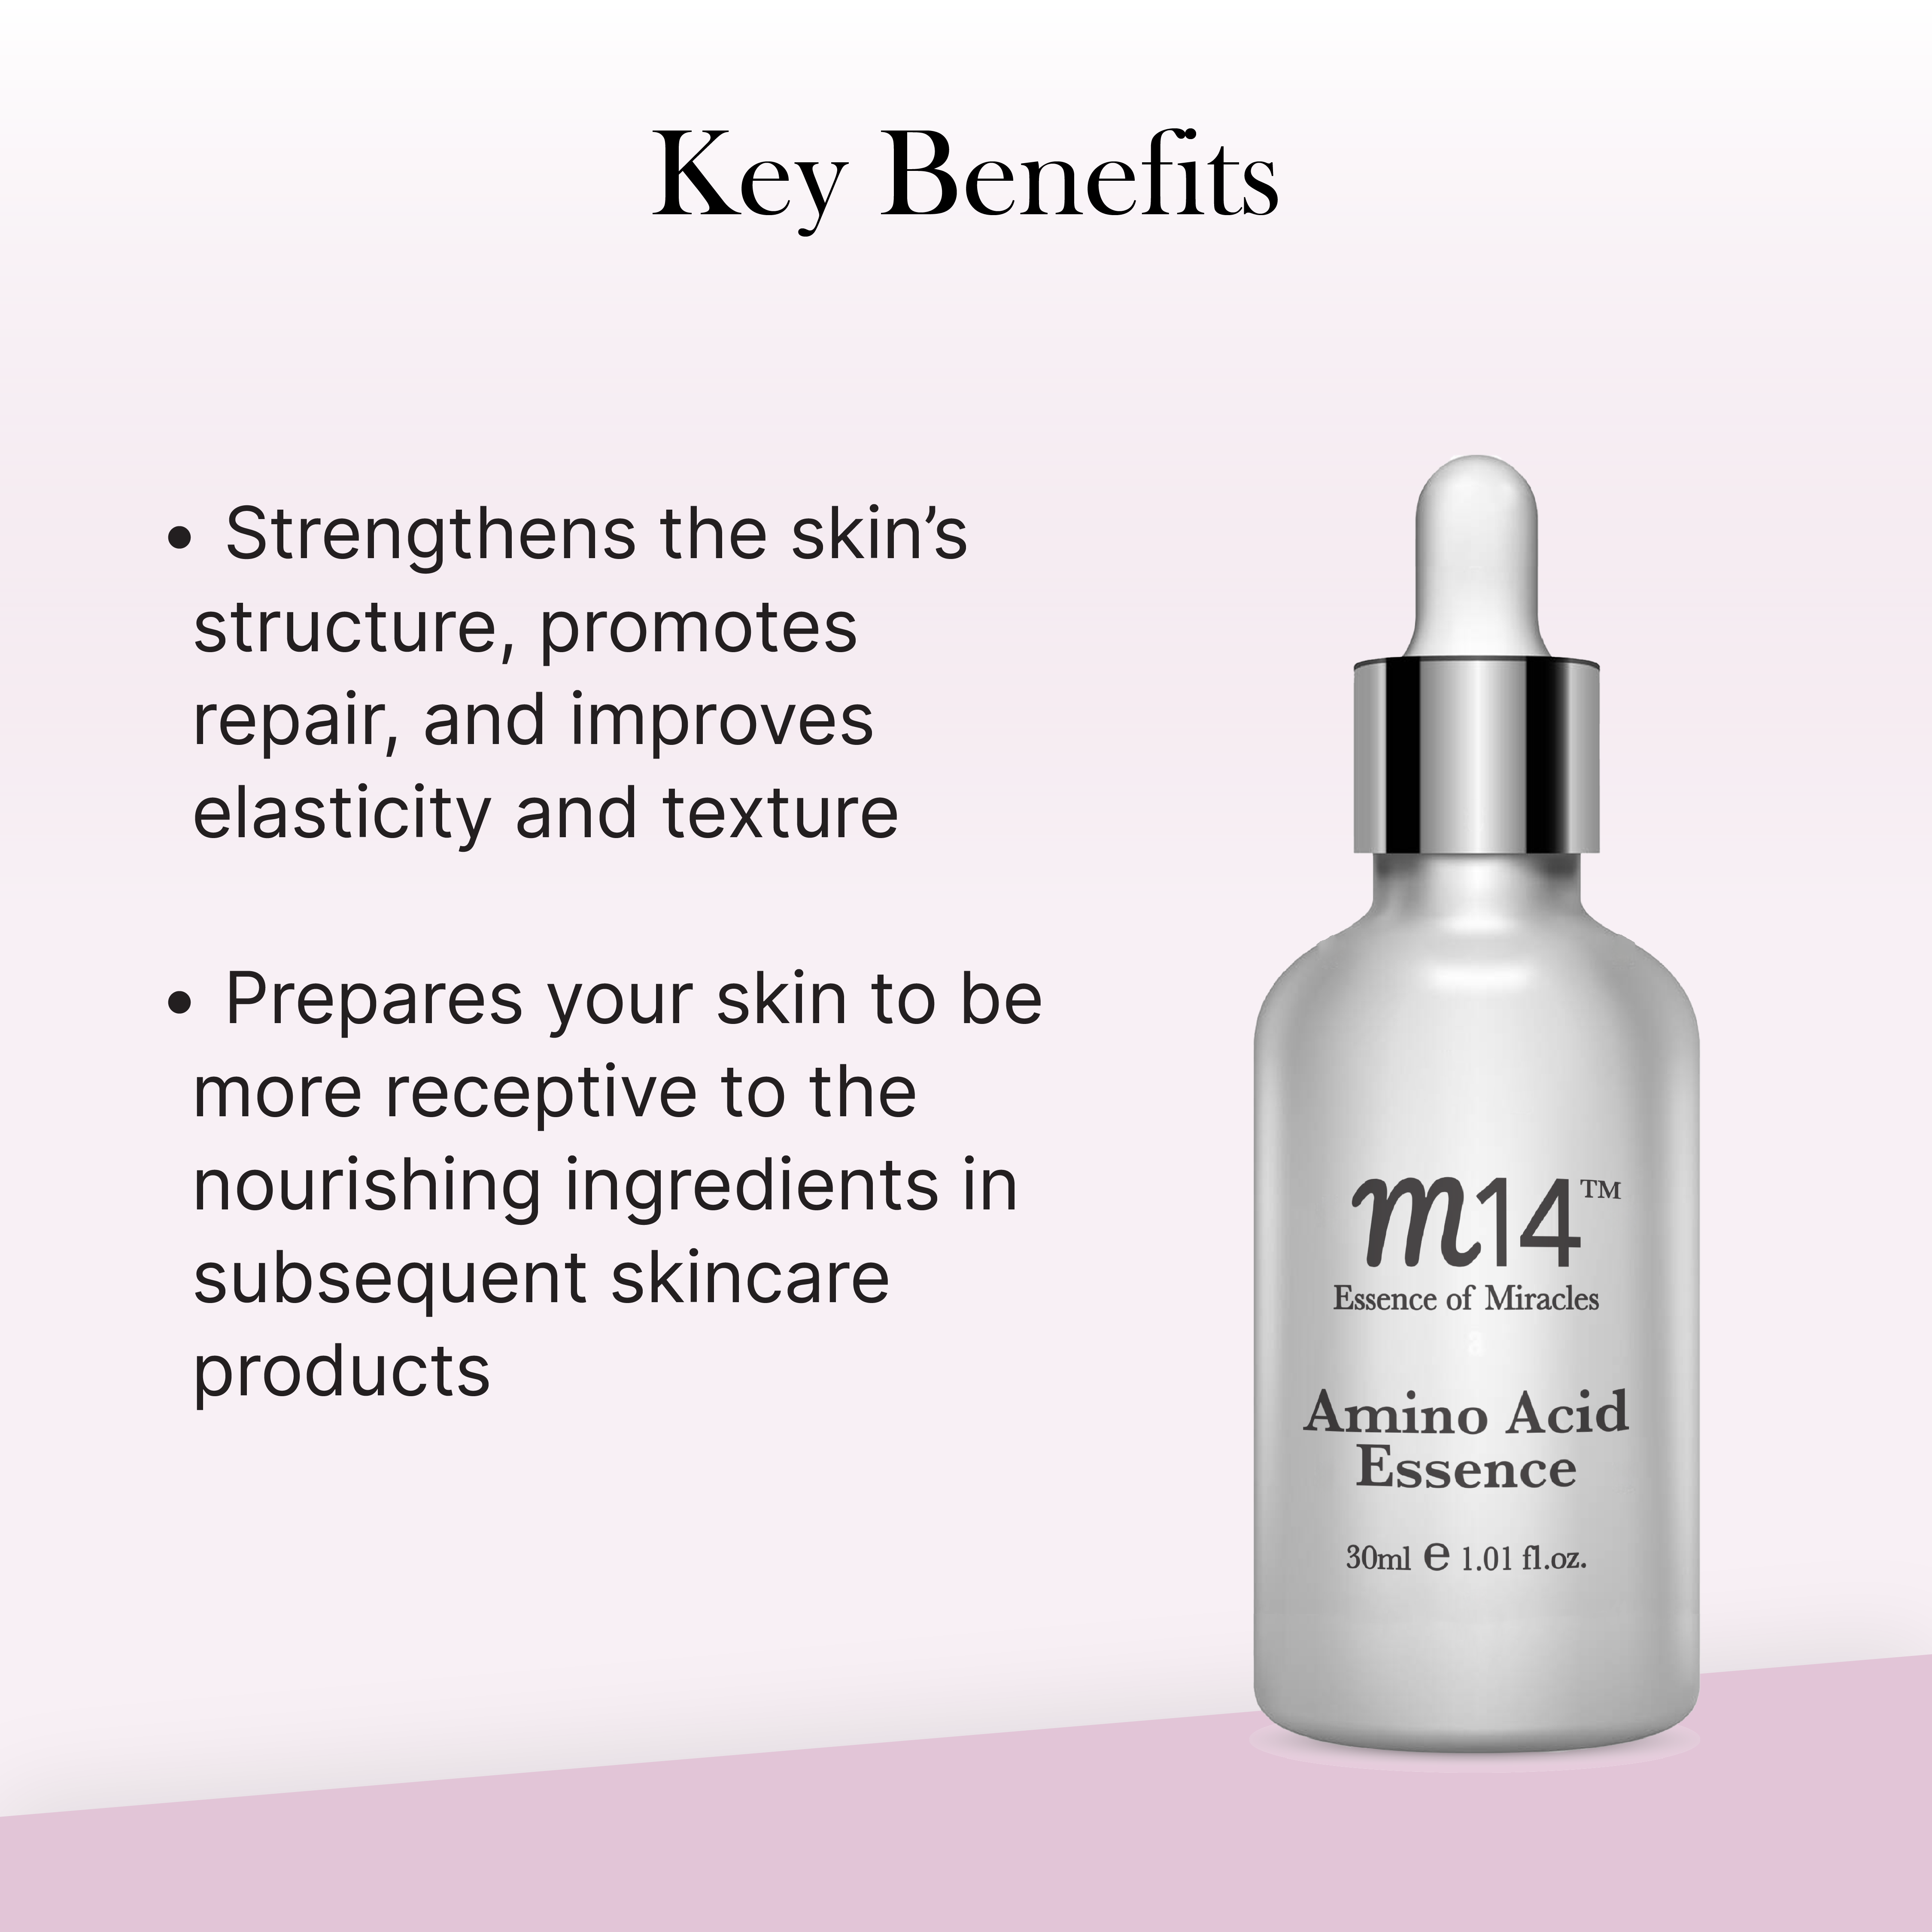 Key Benefits
• Strengthens the skin’s
structure, promotes
repair, and improves
elasticity and texture
• Prepares your skin to be
more receptive to the
nourishing ingredients in
subsequent skincare
products
m14™
Essence of Miracles
a
Amino Acid
Essence
30ml e 1.01 fl.oz.